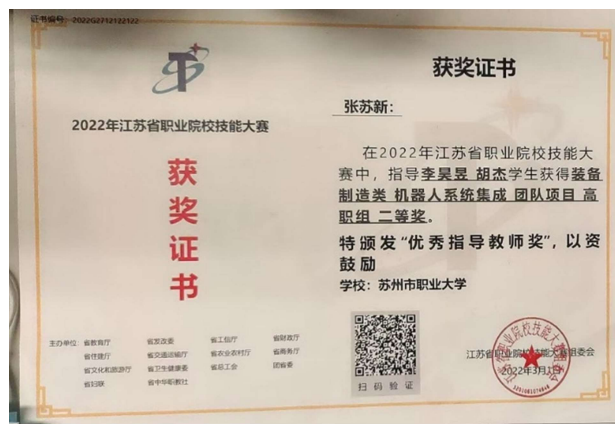 证书编号：2022G2712122122
2022年江苏省职业院校技能大赛
获
奖
证
书
主办单位：省教育厅 省发改委 省工信厅 省财政厅
省住建厅 省交通运输厅 省农业农村厅 省商务厅
省文化和旅游厅 省卫生健康委 省总工会 团省委
省妇联 省中华职教社
获奖证书
张苏新：
在2022年江苏省职业院校技能大
赛中，指导李昊昱 胡杰学生获得装备
制造类 机器人系统集成 团队项目 高
职组 二等奖。
特颁发“优秀指导教师奖”，以资
鼓励
学校：苏州市职业大学
扫码验证
江苏省职业院校技能大赛组委会
2022年3月1日